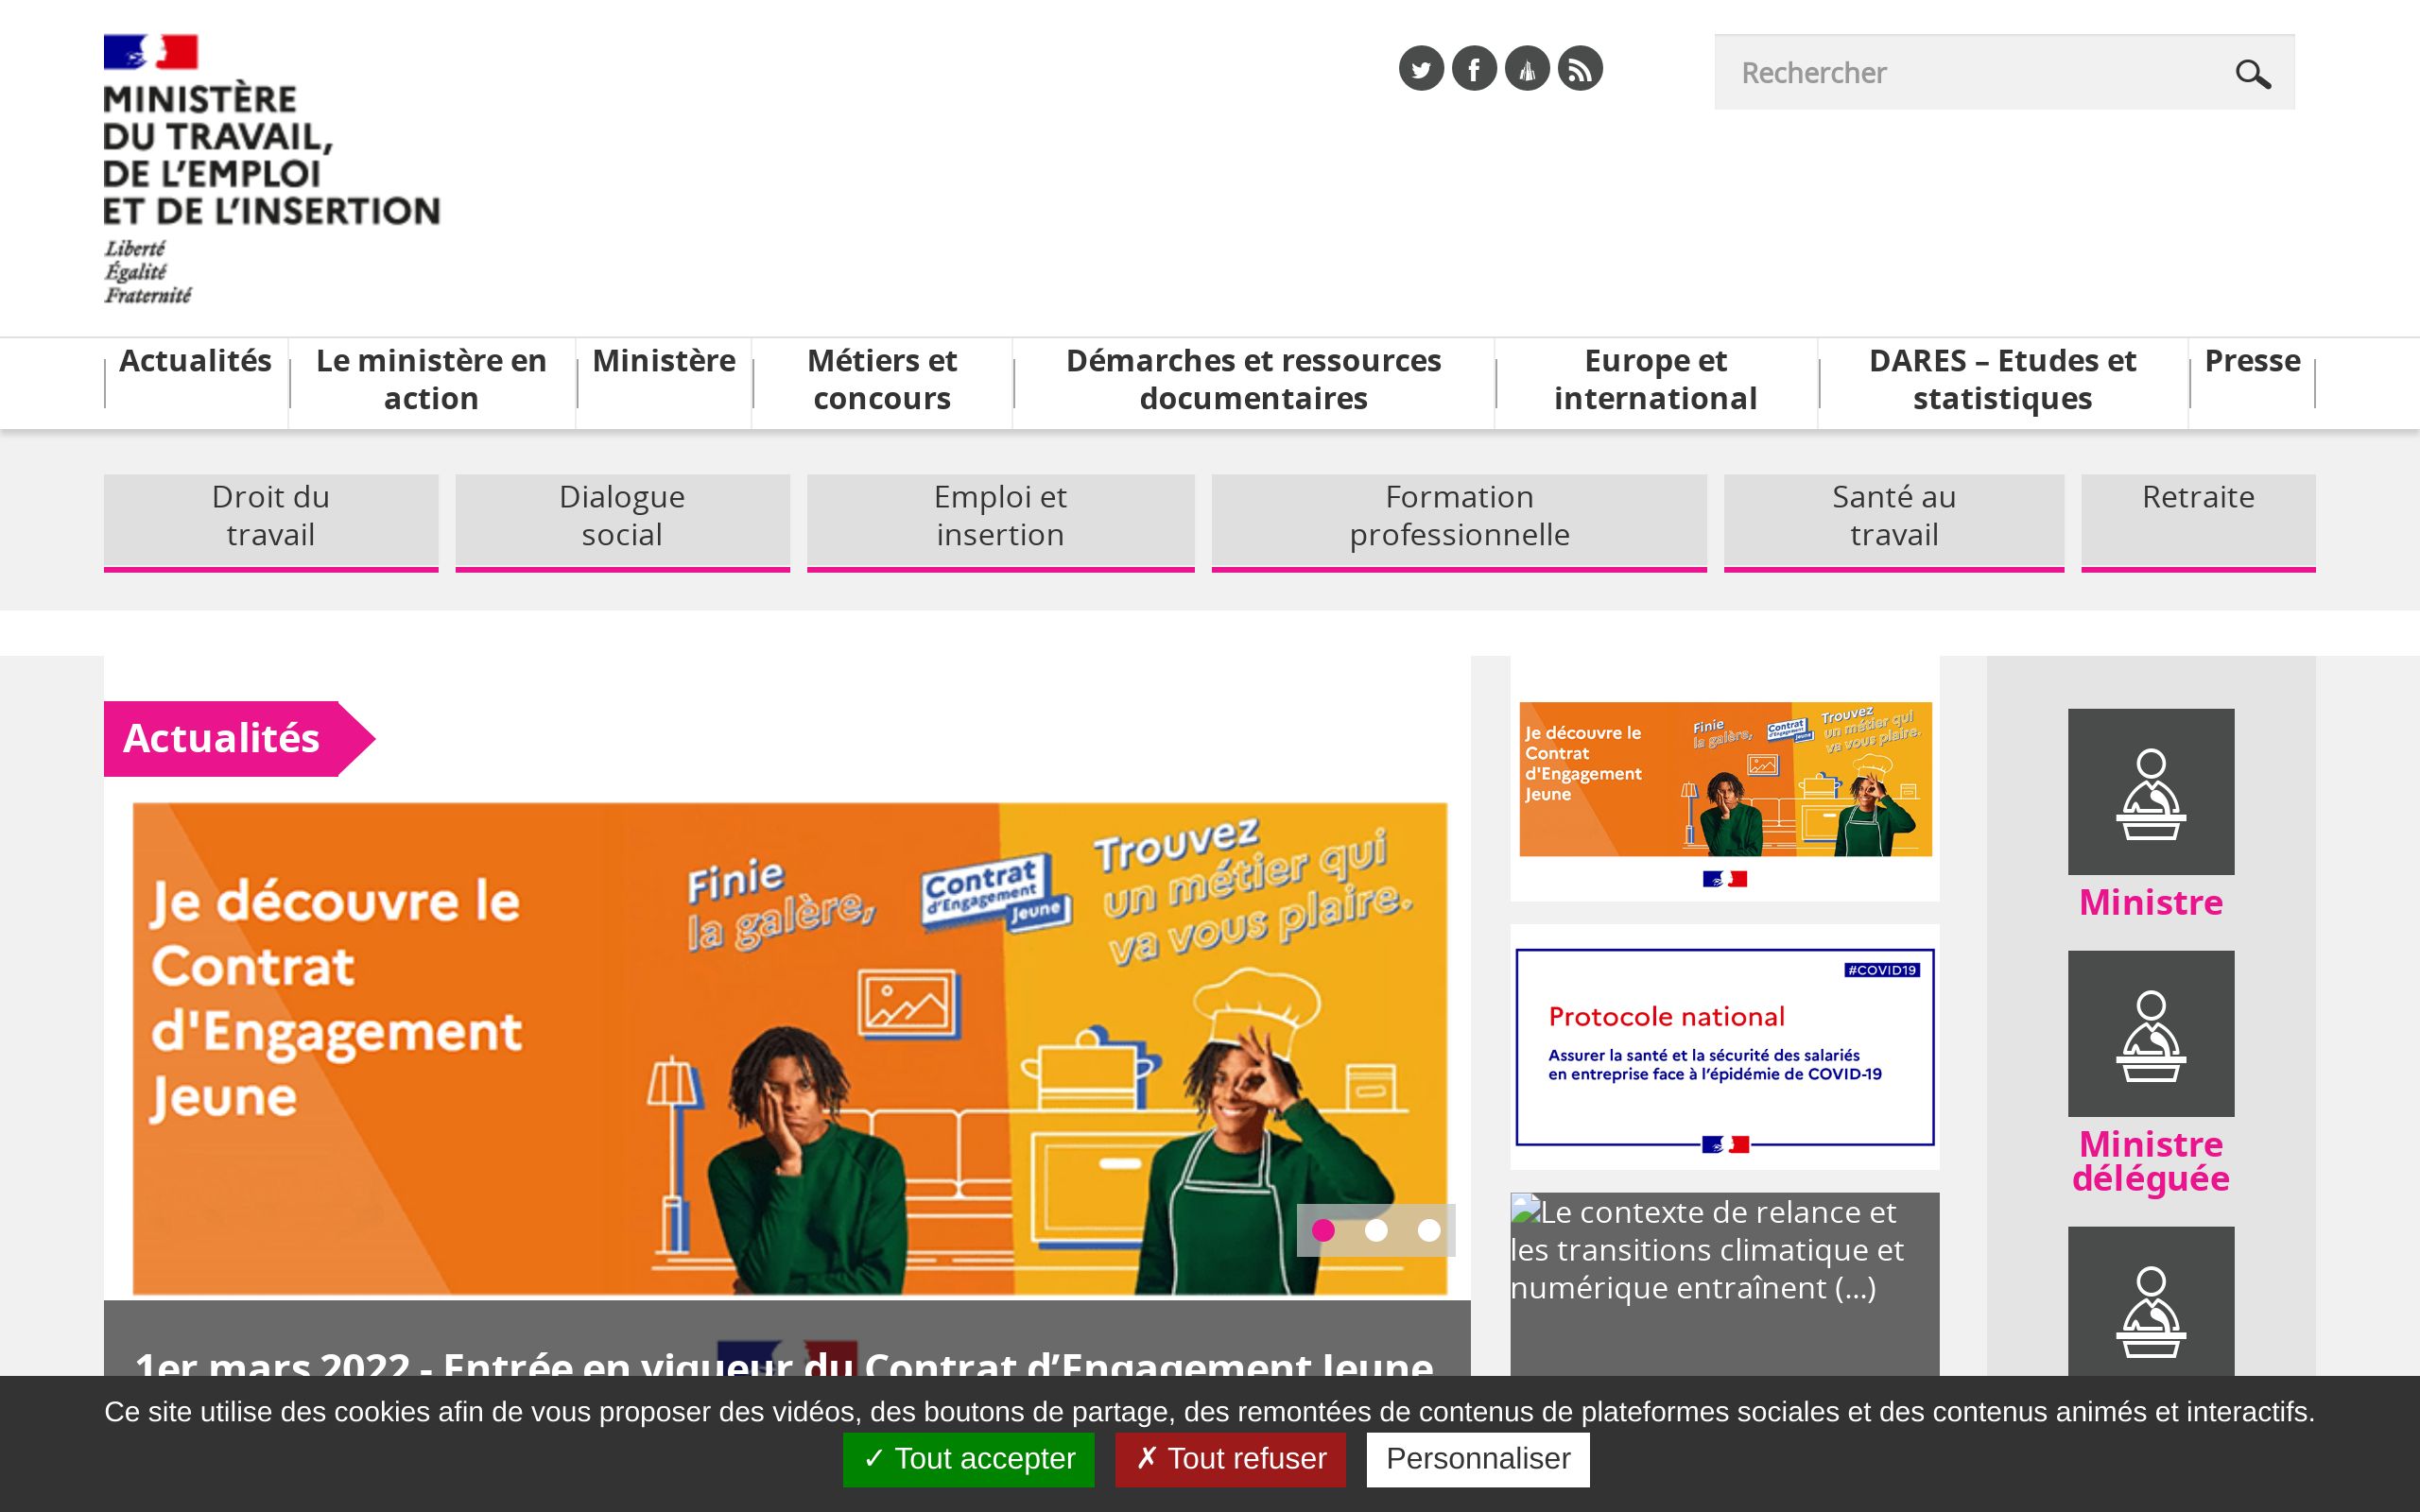 MINISTÈRE
DU TRAVAIL,
DE L'EMPLOI
ET DE L'INSERTION
Liberté
Égalité
Fraternité
Rechercher
Actualités
Le ministère en
action
Ministère
Métiers et
concours
Démarches et ressources
documentaires
Europe et
international
DARES – Etudes et
statistiques
Presse
Droit du
travail
Dialogue
social
Emploi et
insertion
Formation
professionnelle
Santé au
travail
Retraite
Actualités
Je découvre le
Contrat
d'Engagement
Jeune
Finie
la galère,
Contrat
d'Engagement
Jeune
Trouvez
un métier qui
va vous plaire.
1er mars 2022 - Entrée en vigueur du Contrat d’Engagement Jeune
Je découvre le
Contrat
d'Engagement
Jeune
Finie
la galère,
Contrat
d'Engagement
Jeune
Trouvez
un métier qui
va vous plaire.
#COVID19
Protocole national
Assurer la santé et la sécurité des salariés
en entreprise face à l’épidémie de COVID-19
Le contexte de relance et
les transitions climatique et
numérique entraînent (...)
Ministre
Ministre
déléguée
Ce site utilise des cookies afin de vous proposer des vidéos, des boutons de partage, des remontées de contenus de plateformes sociales et des contenus animés et interactifs.
✓ Tout accepter
✗ Tout refuser
Personnaliser